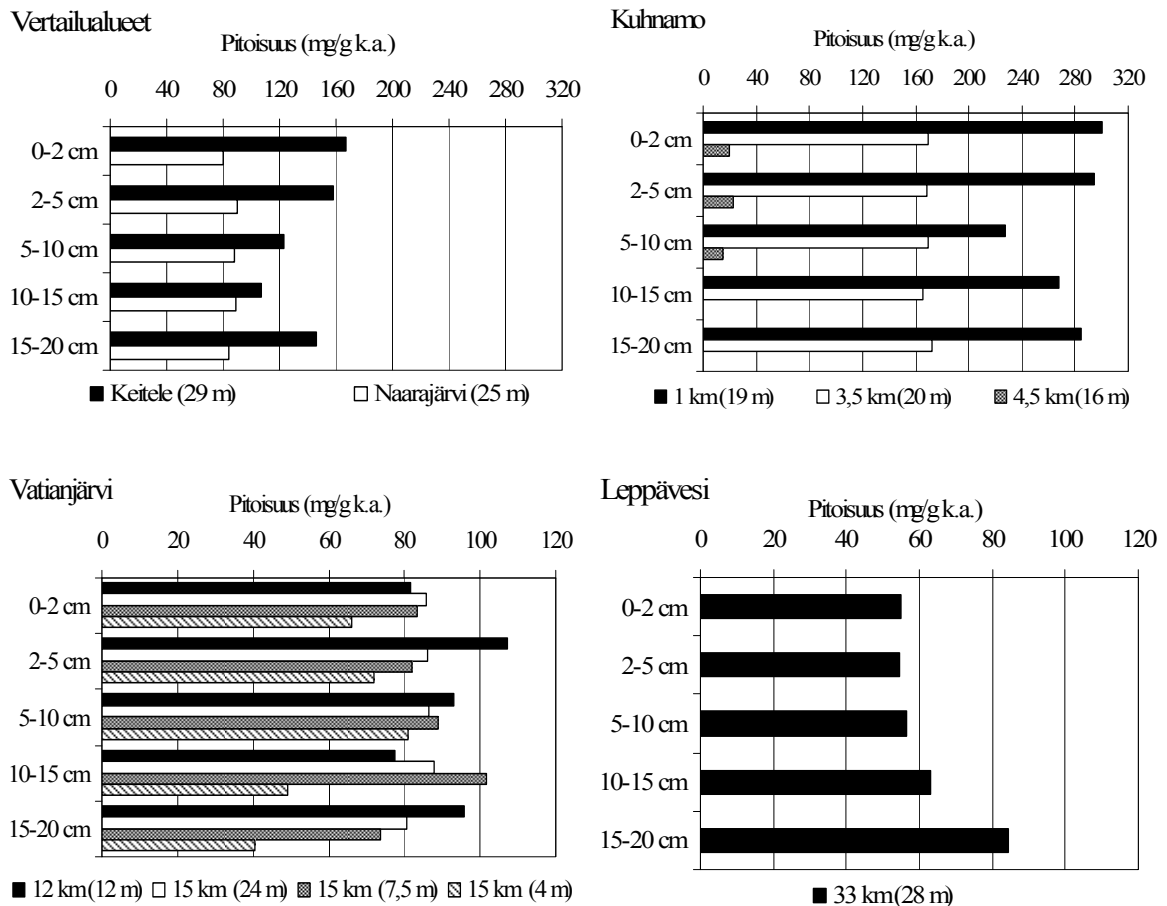 Vertailualueet
Pitoisuus (mg/g k.a.)
0 40 80 120 160 200 240 280 320
0-2 cm
2-5 cm
5-10 cm
10-15 cm
15-20 cm
Keitele (29 m) Naarajärvi (25 m)
Kuhnamo
Pitoisuus (mg/g k.a.)
0 40 80 120 160 200 240 280 320
0-2 cm
2-5 cm
5-10 cm
10-15 cm
15-20 cm
1 km (19 m) 3,5 km (20 m) 4,5 km (16 m)
Vatianjärvi
Pitoisuus (mg/g k.a.)
0 20 40 60 80 100 120
0-2 cm
2-5 cm
5-10 cm
10-15 cm
15-20 cm
12 km (12 m) 15 km (24 m) 15 km (7,5 m) 15 km (4 m)
Leppävesi
Pitoisuus (mg/g k.a.)
0 20 40 60 80 100 120
0-2 cm
2-5 cm
5-10 cm
10-15 cm
15-20 cm
33 km (28 m)